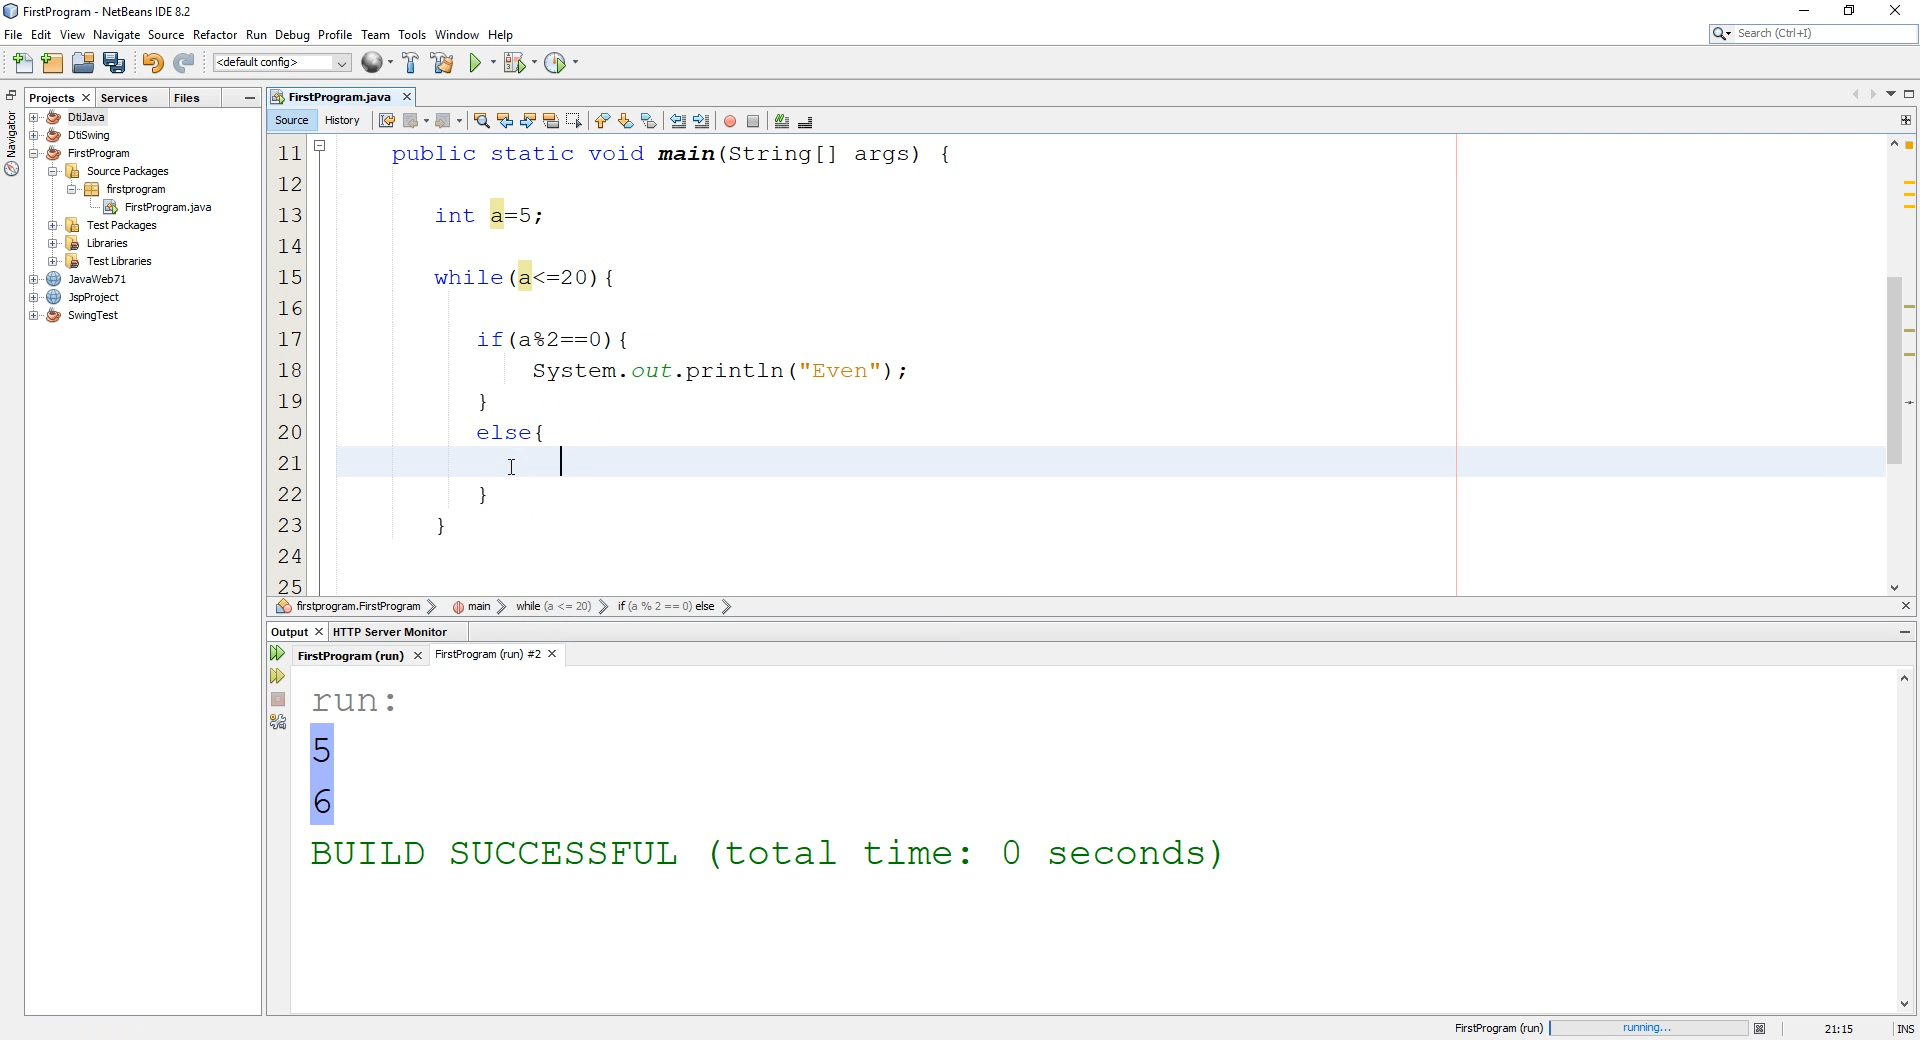 FirstProgram - NetBeans IDE 8.2
File Edit View Navigate Source Refactor Run Debug Profile Team Tools Window Help
Search (Ctrl+I)
<default config>
Projects Services Files
FirstProgram.java
Navigator
Source History
DtiJava
DtiSwing
FirstProgram
Source Packages
firstprogram
FirstProgram.java
Test Packages
Libraries
Test Libraries
JavaWeb71
JspProject
SwingTest
11 public static void main(String[] args) {
12
13 int a=5;
14
15 while(a<=20){
16
17 if(a%2==0){
18 System.out.println("Even");
19 }
20 else{
21
22 }
23 }
24
25
firstprogram.FirstProgram main while (a <= 20) if (a % 2 == 0) else
Output HTTP Server Monitor
FirstProgram (run) FirstProgram (run) #2
run:
5
6
BUILD SUCCESSFUL (total time: 0 seconds)
FirstProgram (run) running... 21:15 INS